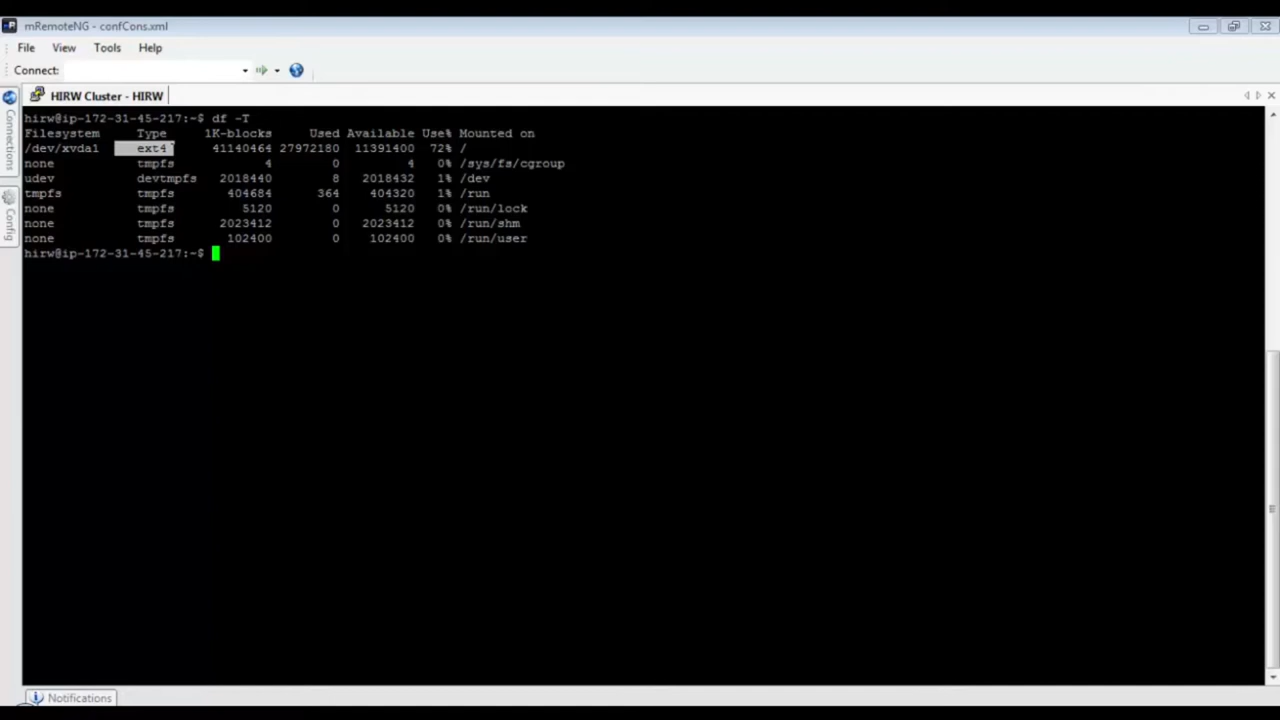 mRemoteNG - confCons.xml
File View Tools Help
Connect:
HIRW Cluster - HIRW
Connections
Config
hirw@ip-172-31-45-217:~$ df -T
Filesystem Type 1K-blocks Used Available Use% Mounted on
/dev/xvda1 ext4 41140464 27972180 11391400 72% /
none tmpfs 4 0 4 0% /sys/fs/cgroup
udev devtmpfs 2018440 8 2018432 1% /dev
tmpfs tmpfs 404684 364 404320 1% /run
none tmpfs 5120 0 5120 0% /run/lock
none tmpfs 2023412 0 2023412 0% /run/shm
none tmpfs 102400 0 102400 0% /run/user
hirw@ip-172-31-45-217:~$
Notifications